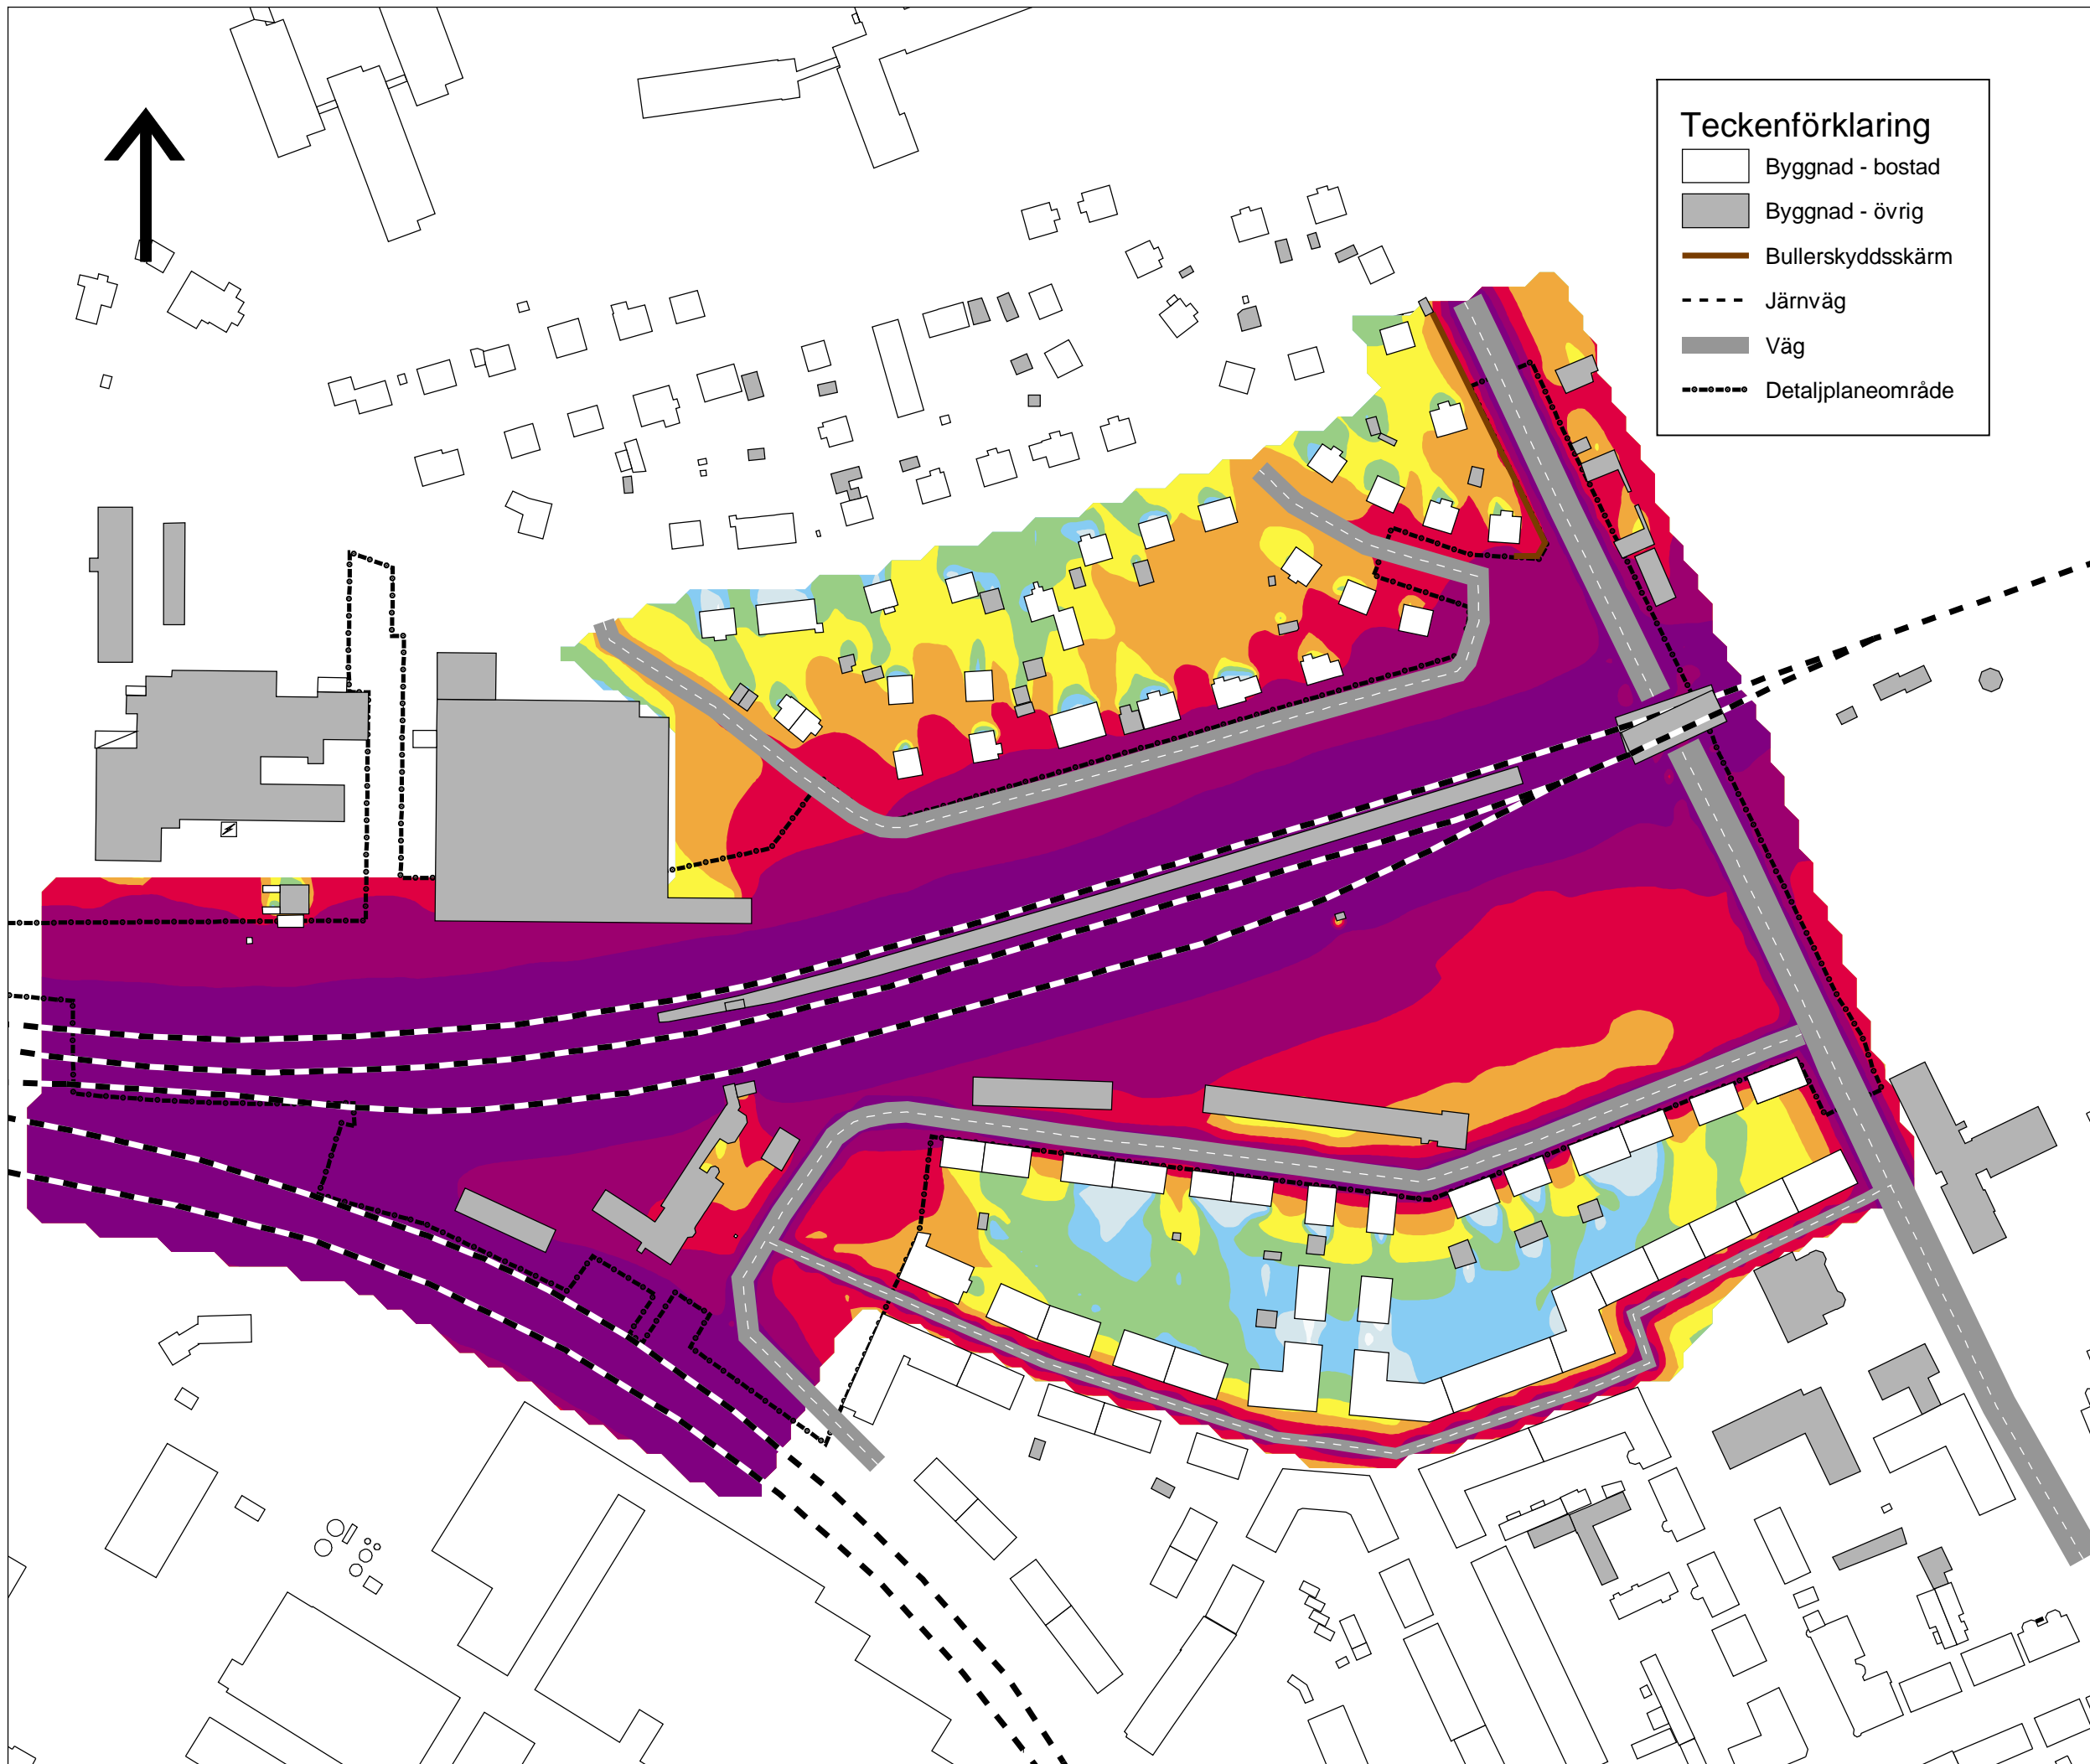 Teckenförklaring
Byggnad - bostad
Byggnad - övrig
Bullerskyddsskärm
Järnväg
Väg
Detaljplaneområde